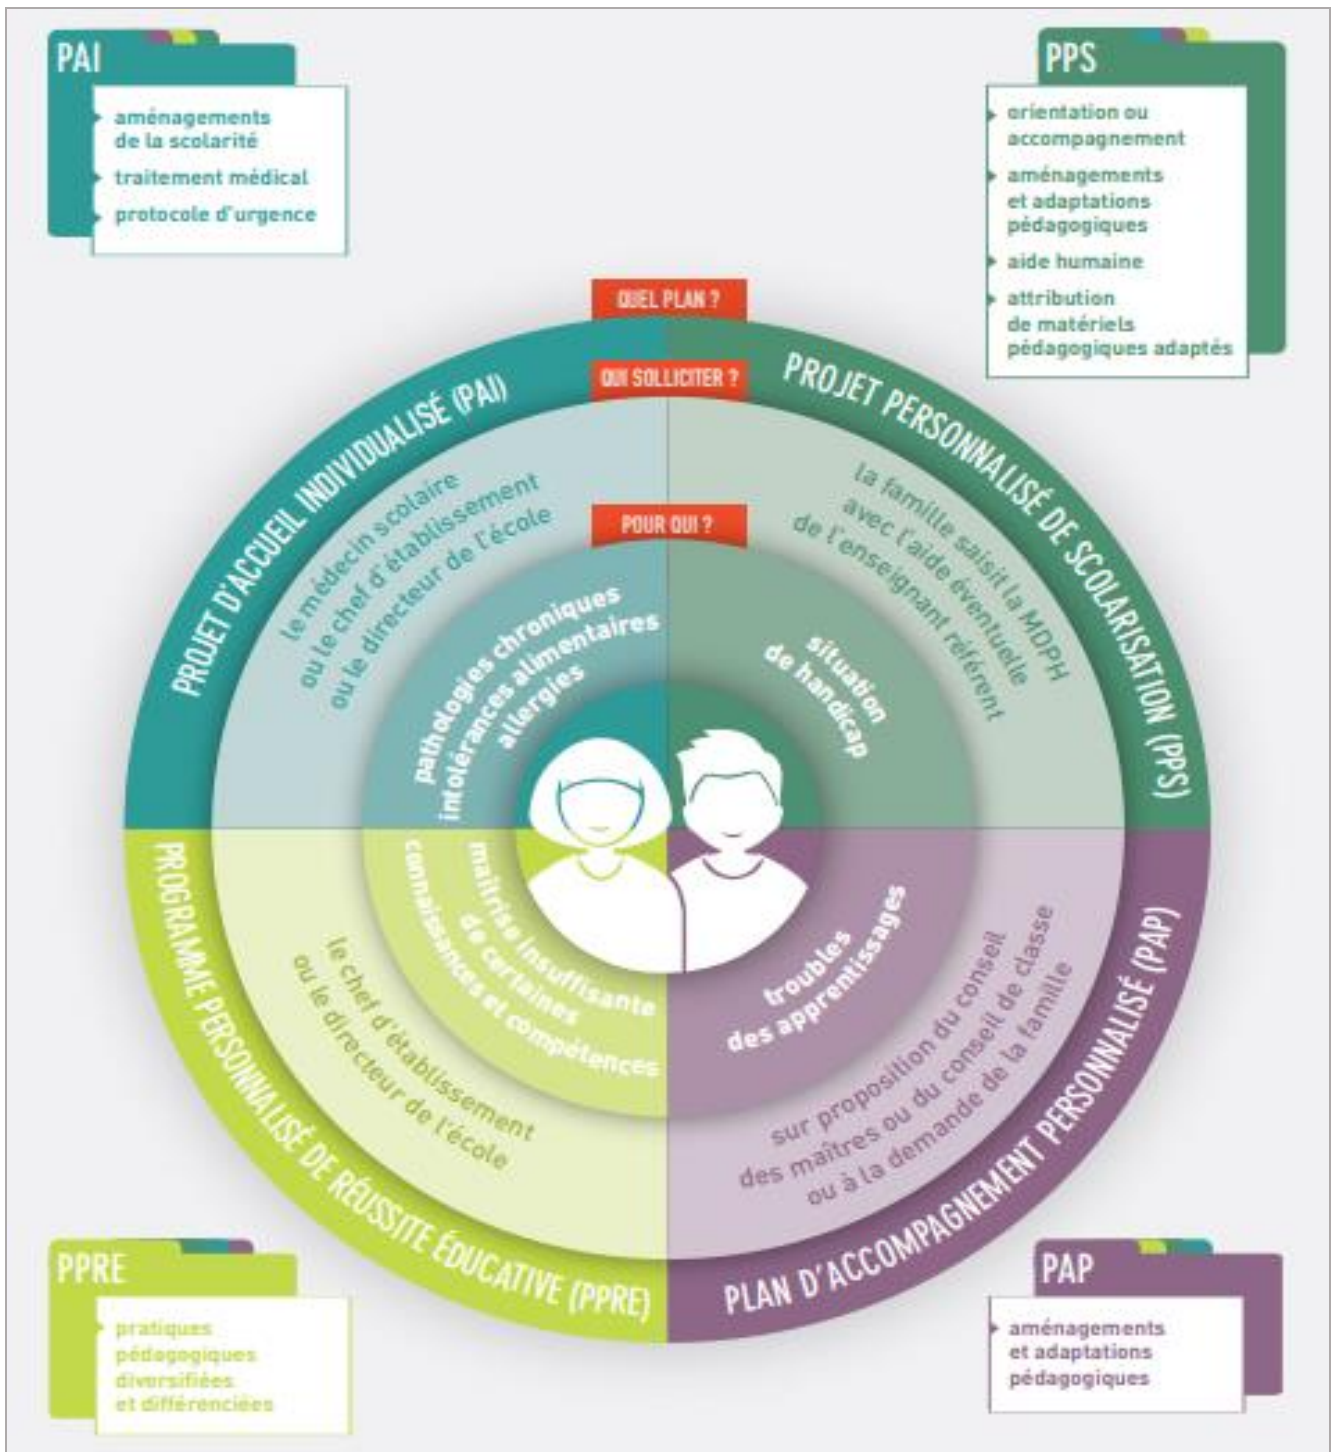 PAI
aménagements
de la scolarité
traitement médical
protocole d'urgence
PPS
orientation ou
accompagnement
aménagements
et adaptations
pédagogiques
aide humaine
attribution
de matériels
pédagogiques adaptés
QUEL PLAN ?
QUI SOLLICITER ?
POUR QUI ?
PROJET D'ACCUEIL INDIVIDUALISÉ (PAI)
le médecin scolaire
ou le chef d'établissement
ou le directeur de l'école
pathologies chroniques
intolérances alimentaires
allergies
PROJET PERSONNALISÉ DE SCOLARISATION (PPS)
la famille saisit la MDPH
avec l'aide éventuelle
de l'enseignant référent
situation
de handicap
PROGRAMME PERSONNALISÉ DE RÉUSSITE ÉDUCATIVE (PPRE)
le chef d'établissement
ou le directeur de l'école
maîtrise insuffisante
de certaines
connaissances et compétences
PLAN D'ACCOMPAGNEMENT PERSONNALISÉ (PAP)
sur proposition du conseil
des maîtres ou du conseil de classe
ou à la demande de la famille
troubles
des apprentissages
PPRE
pratiques
pédagogiques
diversifiées
et différenciées
PAP
aménagements
et adaptations
pédagogiques